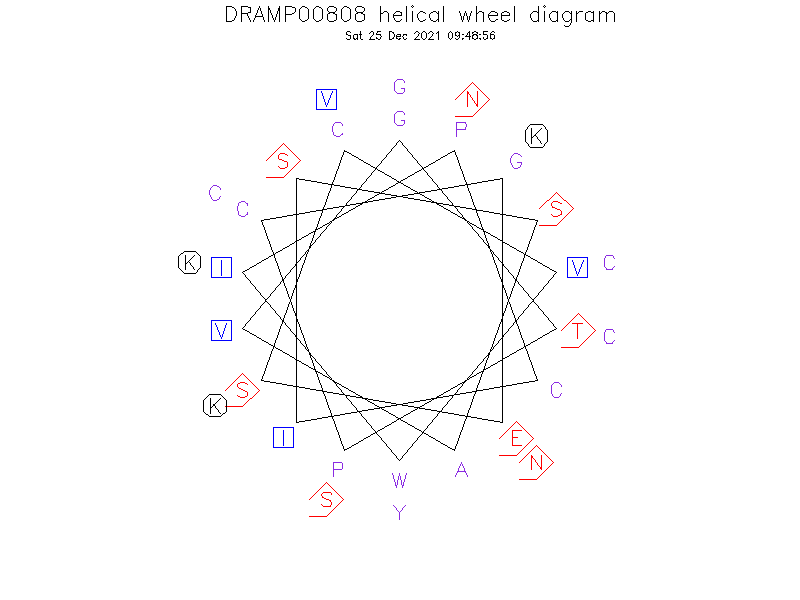 DRAMP00808 helical wheel diagram
Sat 25 Dec 2021 09:48:56
G
V N
G
C P K
S G
C
C S
K I V C
V T C
S C
K
I E
N
P A
W
S
Y